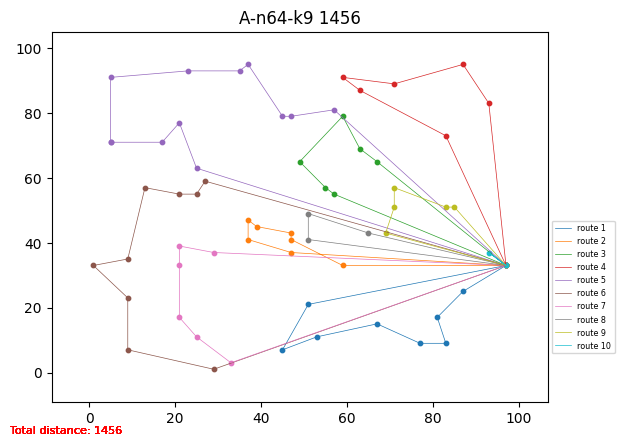 A-n64-k9 1456
100
80
60
40
20
0
0 20 40 60 80 100
route 1
route 2
route 3
route 4
route 5
route 6
route 7
route 8
route 9
route 10
Total distance: 1456